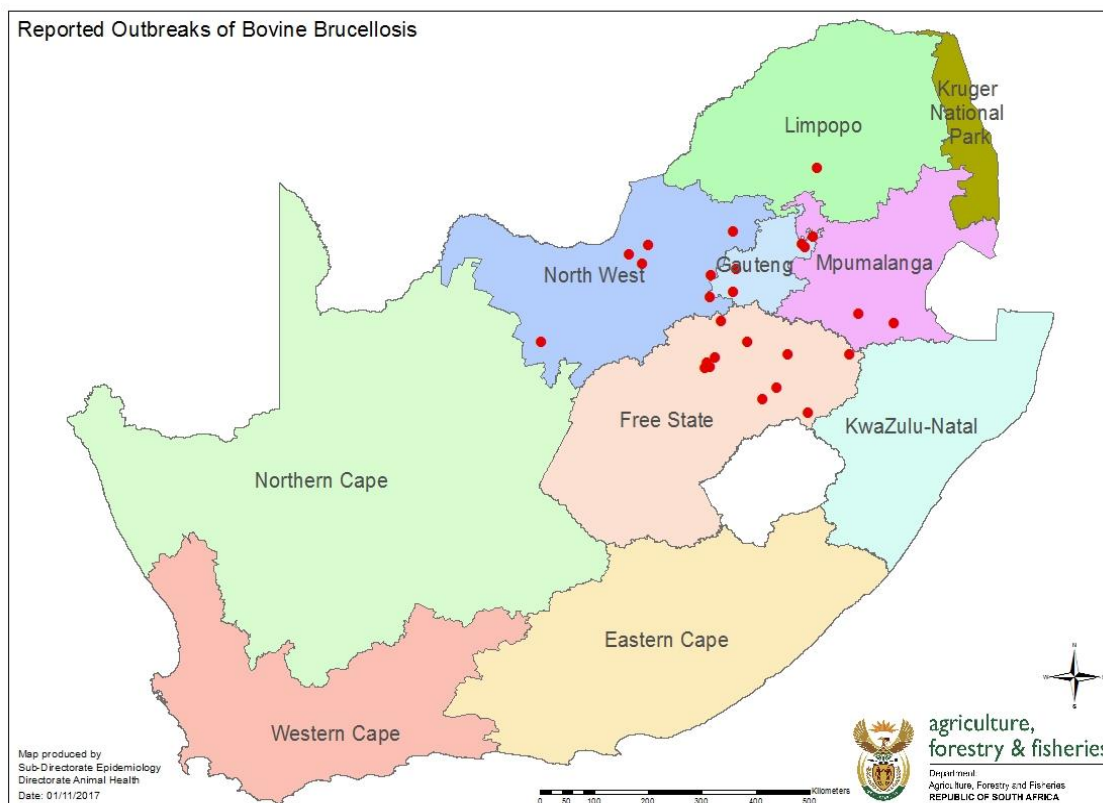 Reported Outbreaks of Bovine Brucellosis
Kruger
National
Park
Limpopo
North West
Gauteng
Mpumalanga
Free State
KwaZulu-Natal
Northern Cape
Eastern Cape
Western Cape
N
W
S
agriculture,
forestry & fisheries
Department:
Agriculture, Forestry and Fisheries
REPUBLIC OF SOUTH AFRICA
Map produced by
Sub-Directorate Epidemiology
Directorate Animal Health
Date: 01/11/2017
0 50 100 200 300 400 500 Kilometers